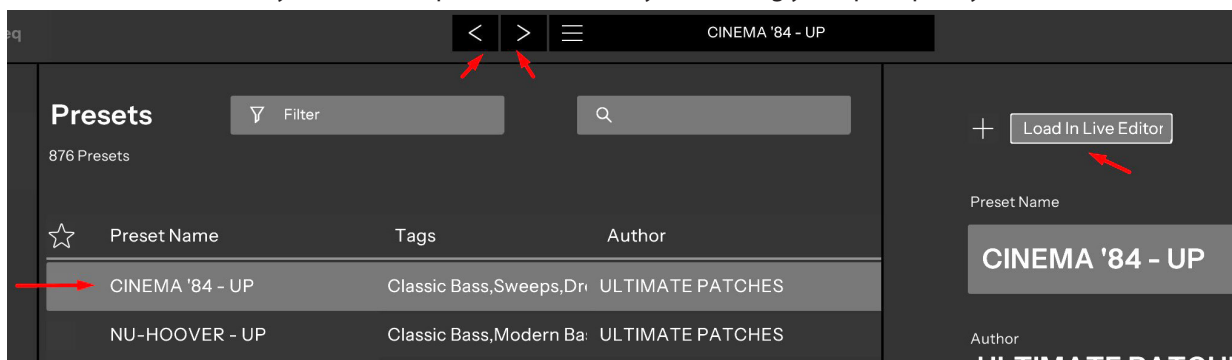 eq
< > CINEMA '84 - UP
Presets
Filter
876 Presets
+ Load In Live Editor
Preset Name
Preset Name Tags Author
CINEMA '84 - UP
CINEMA '84 - UP Classic Bass,Sweeps,Dr ULTIMATE PATCHES
NU-HOOVER - UP Classic Bass,Modern Ba ULTIMATE PATCHES
Author